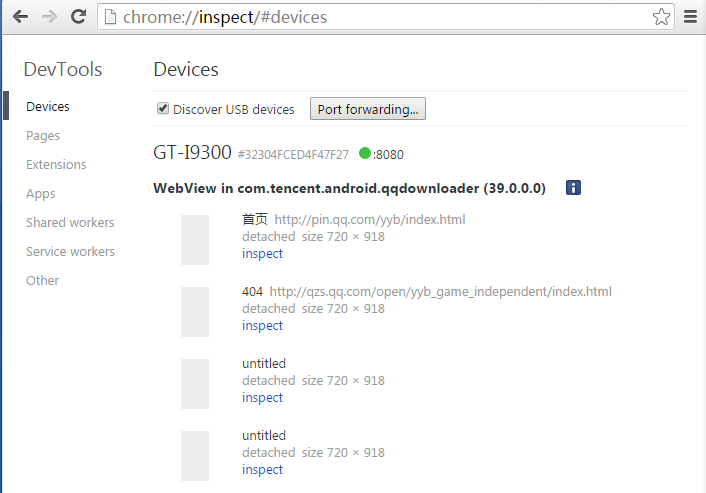 chrome://inspect/#devices
DevTools
Devices
Pages
Extensions
Apps
Shared workers
Service workers
Other
Devices
Discover USB devices Port forwarding...
GT-I9300 #32304FCED4F47F27 :8080
WebView in com.tencent.android.qqdownloader (39.0.0.0)
首页 http://pin.qq.com/yyb/index.html
detached size 720 × 918
inspect
404 http://qzs.qq.com/open/yyb_game_independent/index.html
detached size 720 × 918
inspect
untitled
detached size 720 × 918
inspect
untitled
detached size 720 × 918
inspect